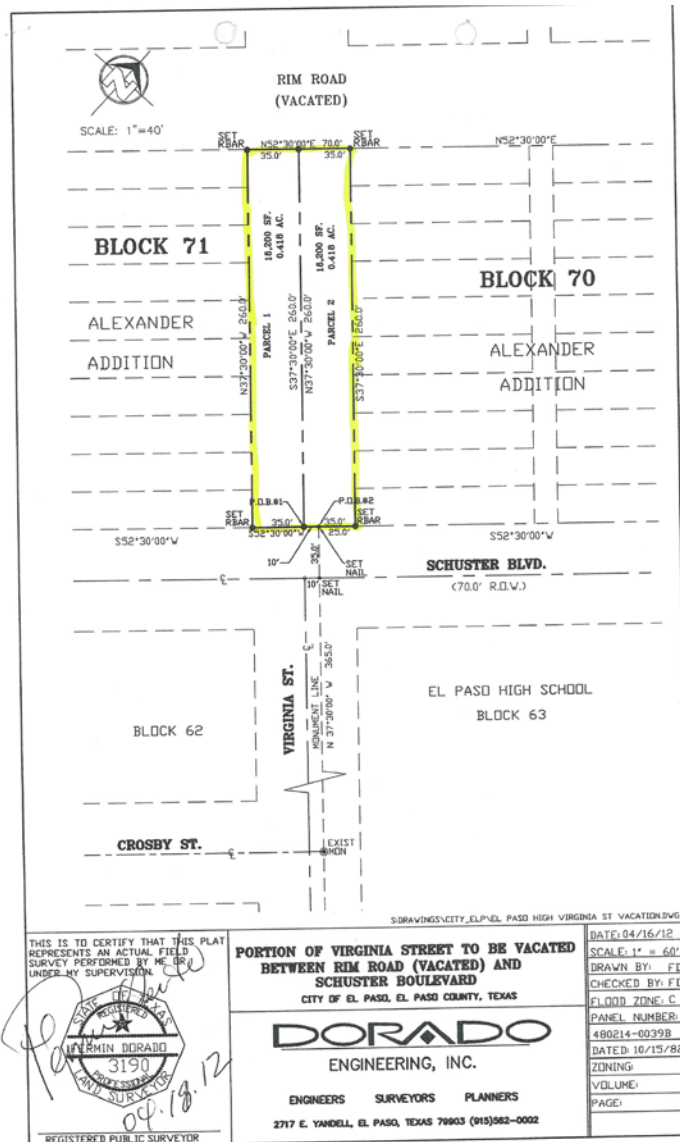 RIM ROAD
(VACATED)
SCALE: 1"=40'
SET
RBAR
N52°30'00"E 70.0'
35.0'
35.0'
SET
RBAR
N52°30'00"E
BLOCK 71
ALEXANDER
ADDITION
N37°30'00"W 260.0'
PARCEL 1
18,200 SF.
0.418 AC.
S37°30'00"E 260.0'
N37°30'00"W 260.0'
PARCEL 2
18,200 SF.
0.418 AC.
S37°30'00"E 260.0'
BLOCK 70
ALEXANDER
ADDITION
P.O.B.#1
P.O.B.#2
SET
RBAR
35.0'
35.0'
SET
RBAR
S52°30'00"W
S52°30'00"W
25.0'
S52°30'00"W
10'
35.0'
SET
NAIL
SCHUSTER BLVD.
(70.0' R.O.W.)
10'
SET
NAIL
VIRGINIA ST.
MONUMENT LINE
N 37°30'00" W 365.0'
EL PASO HIGH SCHOOL
BLOCK 63
BLOCK 62
CROSBY ST.
EXIST
MON
S:DRAWINGS\CITY_ELP\EL PASO HIGH VIRGINIA ST VACATION.DWG
THIS IS TO CERTIFY THAT THIS PLAT
REPRESENTS AN ACTUAL FIELD
SURVEY PERFORMED BY ME OR
UNDER MY SUPERVISION.
STATE OF TEXAS
REGISTERED
FERMIN DORADO
3190
PROFESSIONAL
LAND SURVEYOR
04.18.12
REGISTERED PUBLIC SURVEYOR
PORTION OF VIRGINIA STREET TO BE VACATED
BETWEEN RIM ROAD (VACATED) AND
SCHUSTER BOULEVARD
CITY OF EL PASO, EL PASO COUNTY, TEXAS
DORADO
ENGINEERING, INC.
ENGINEERS SURVEYORS PLANNERS
2717 E. YANDELL, EL PASO, TEXAS 79903 (915)562-0002
DATE: 04/16/12
SCALE: 1" = 60'
DRAWN BY: FD
CHECKED BY: FD
FLOOD ZONE: C
PANEL NUMBER:
480214-0039B
DATED: 10/15/82
ZONING:
VOLUME:
PAGE: